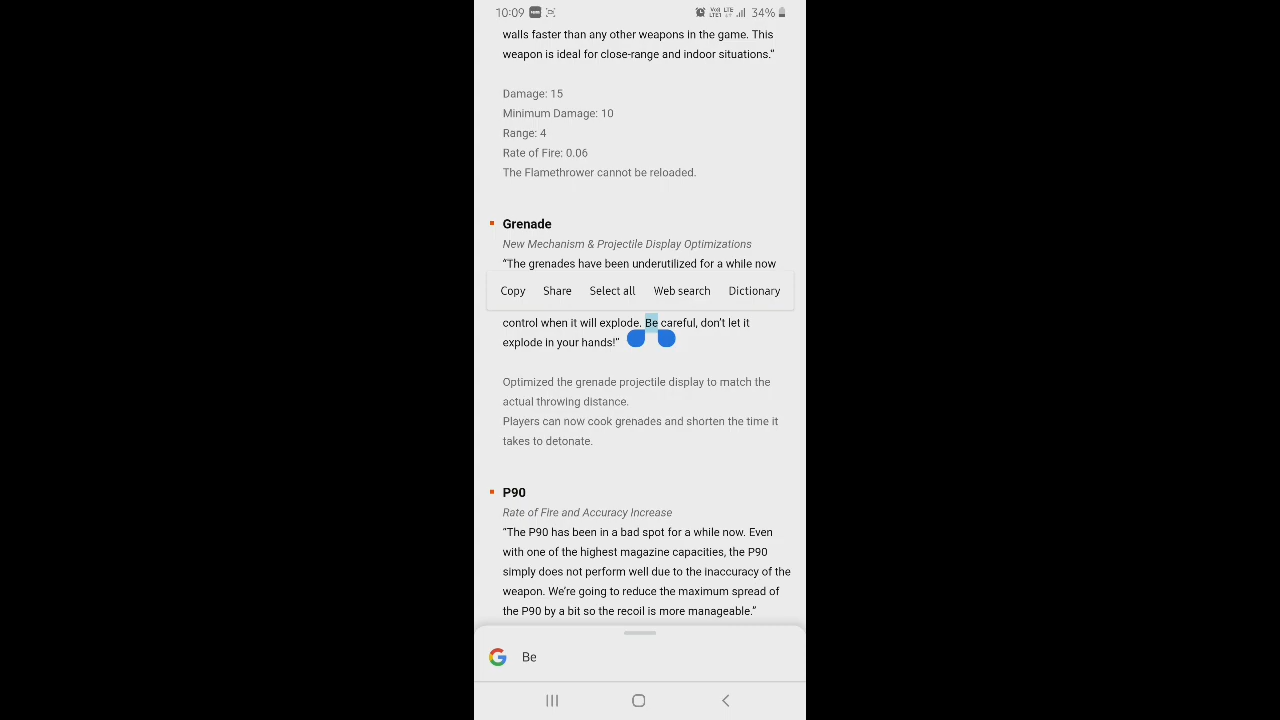 10:09 34%
walls faster than any other weapons in the game. This
weapon is ideal for close-range and indoor situations."
Damage: 15
Minimum Damage: 10
Range: 4
Rate of Fire: 0.06
The Flamethrower cannot be reloaded.
Grenade
New Mechanism & Projectile Display Optimizations
“The grenades have been underutilized for a while now
Copy Share Select all Web search Dictionary
control when it will explode. Be careful, don’t let it
explode in your hands!”
Optimized the grenade projectile display to match the
actual throwing distance.
Players can now cook grenades and shorten the time it
takes to detonate.
P90
Rate of Fire and Accuracy Increase
“The P90 has been in a bad spot for a while now. Even
with one of the highest magazine capacities, the P90
simply does not perform well due to the inaccuracy of the
weapon. We’re going to reduce the maximum spread of
the P90 by a bit so the recoil is more manageable.”
Be